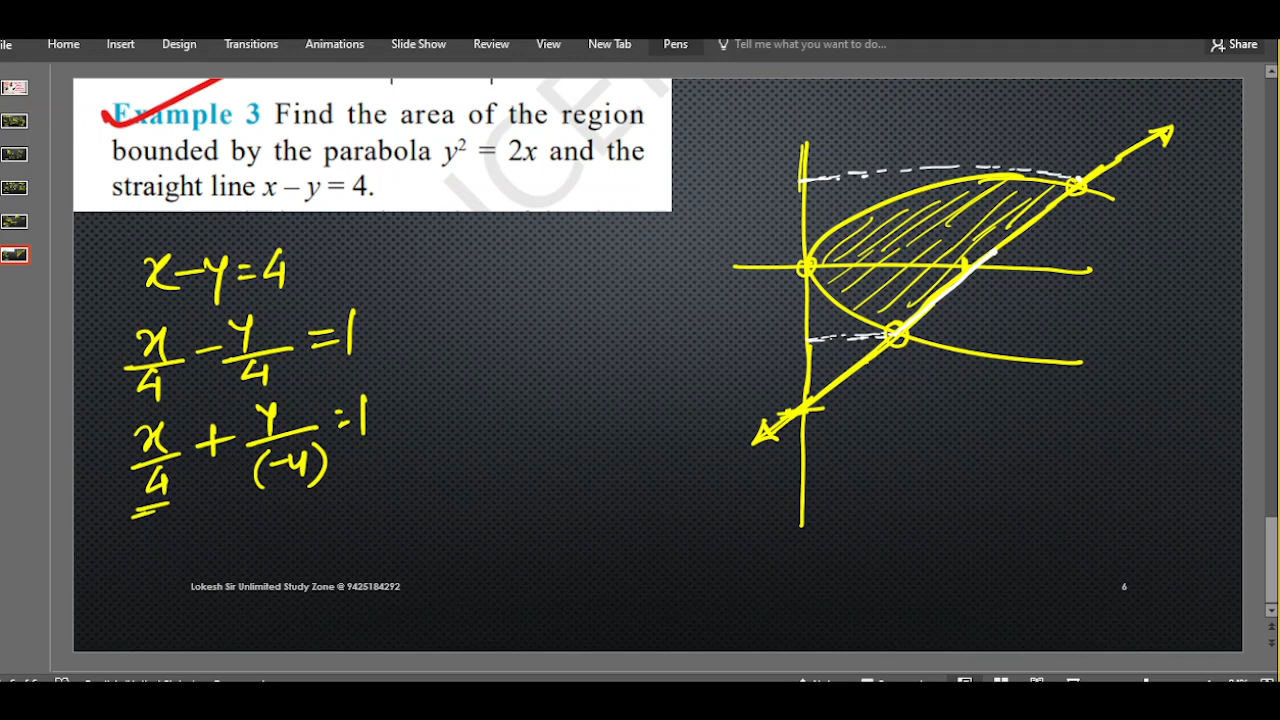 ile Home Insert Design Transitions Animations Slide Show Review View New Tab Pens Tell me what you want to do... Share
Example 3 Find the area of the region
bounded by the parabola y² = 2x and the
straight line x – y = 4.
x-y=4
x/4 - y/4 = 1
x/4 + y/(-4) = 1
Lokesh Sir Unlimited Study Zone @ 9425184292
6